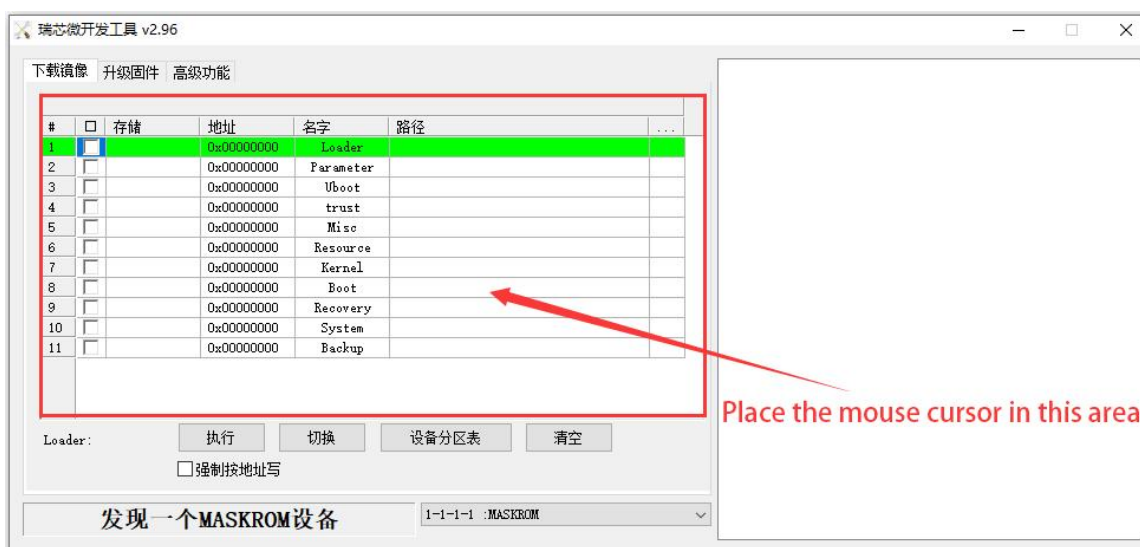 瑞芯微开发工具 v2.96
下载镜像 升级固件 高级功能
# 存储 地址 名字 路径 ...
1 0x00000000 Loader
2 0x00000000 Parameter
3 0x00000000 Uboot
4 0x00000000 trust
5 0x00000000 Misc
6 0x00000000 Resource
7 0x00000000 Kernel
8 0x00000000 Boot
9 0x00000000 Recovery
10 0x00000000 System
11 0x00000000 Backup
Place the mouse cursor in this area
Loader: 执行 切换 设备分区表 清空
强制按地址写
发现一个MASKROM设备 1-1-1-1 :MASKROM